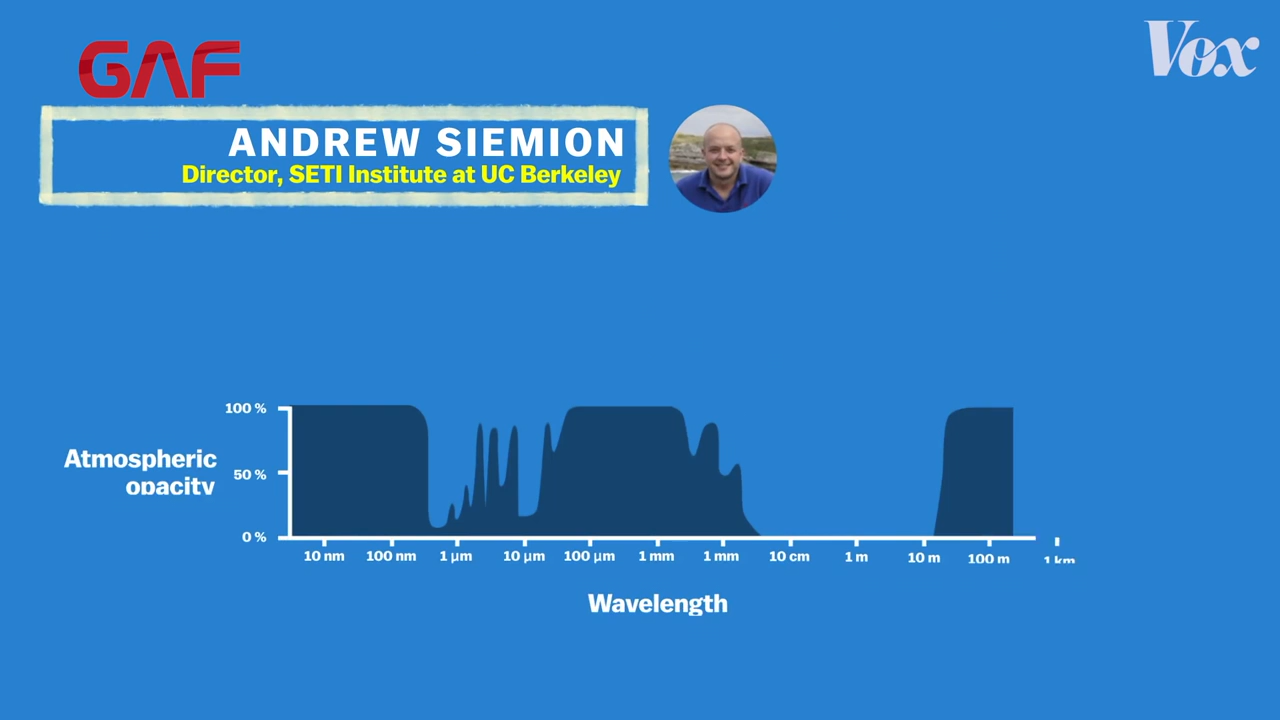 GAF
Vox
ANDREW SIEMION
Director, SETI Institute at UC Berkeley
100 %
Atmospheric
opacity
50 %
0 %
10 nm 100 nm 1 µm 10 µm 100 µm 1 mm 1 mm 10 cm 1 m 10 m 100 m 1 km
Wavelength